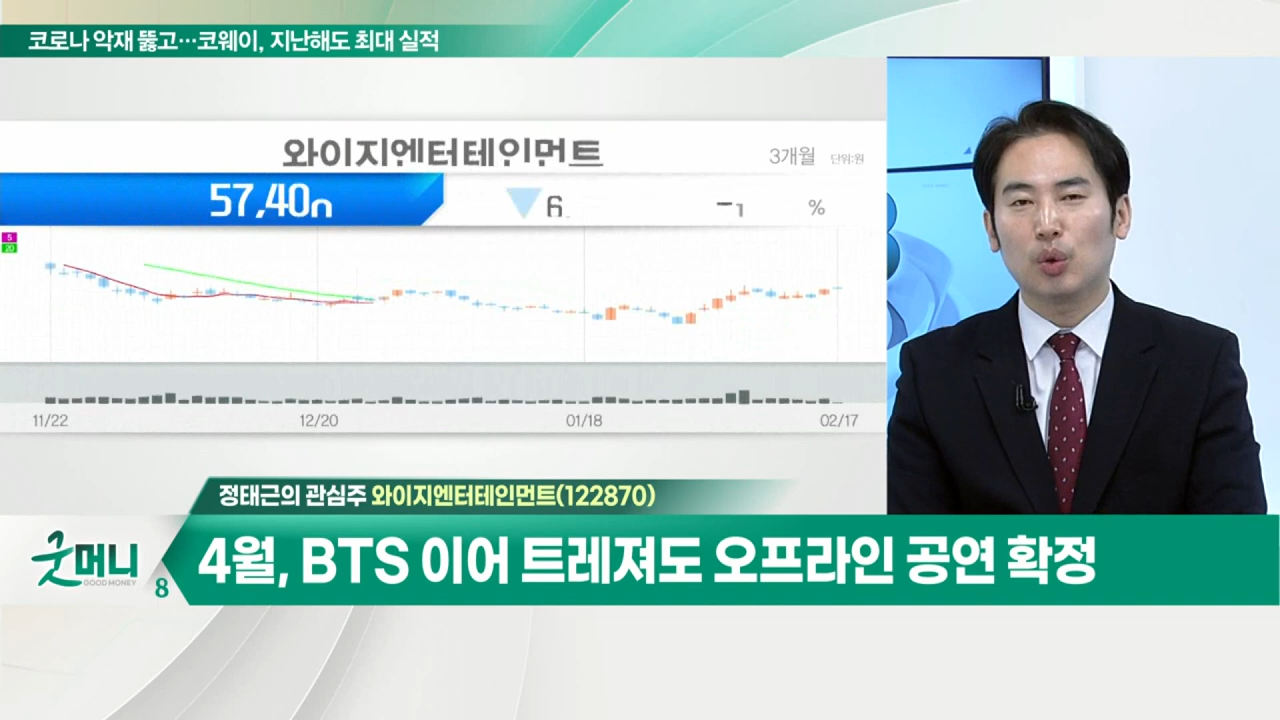 코로나 악재 뚫고…코웨이, 지난해도 최대 실적
와이지엔터테인먼트
3개월 단위:원
57,40
▼ 6
%
5
20
11/22 12/20 01/18 02/17
정태근의 관심주 와이지엔터테인먼트(122870)
굿머니
GOOD MONEY
8
4월, BTS 이어 트레져도 오프라인 공연 확정